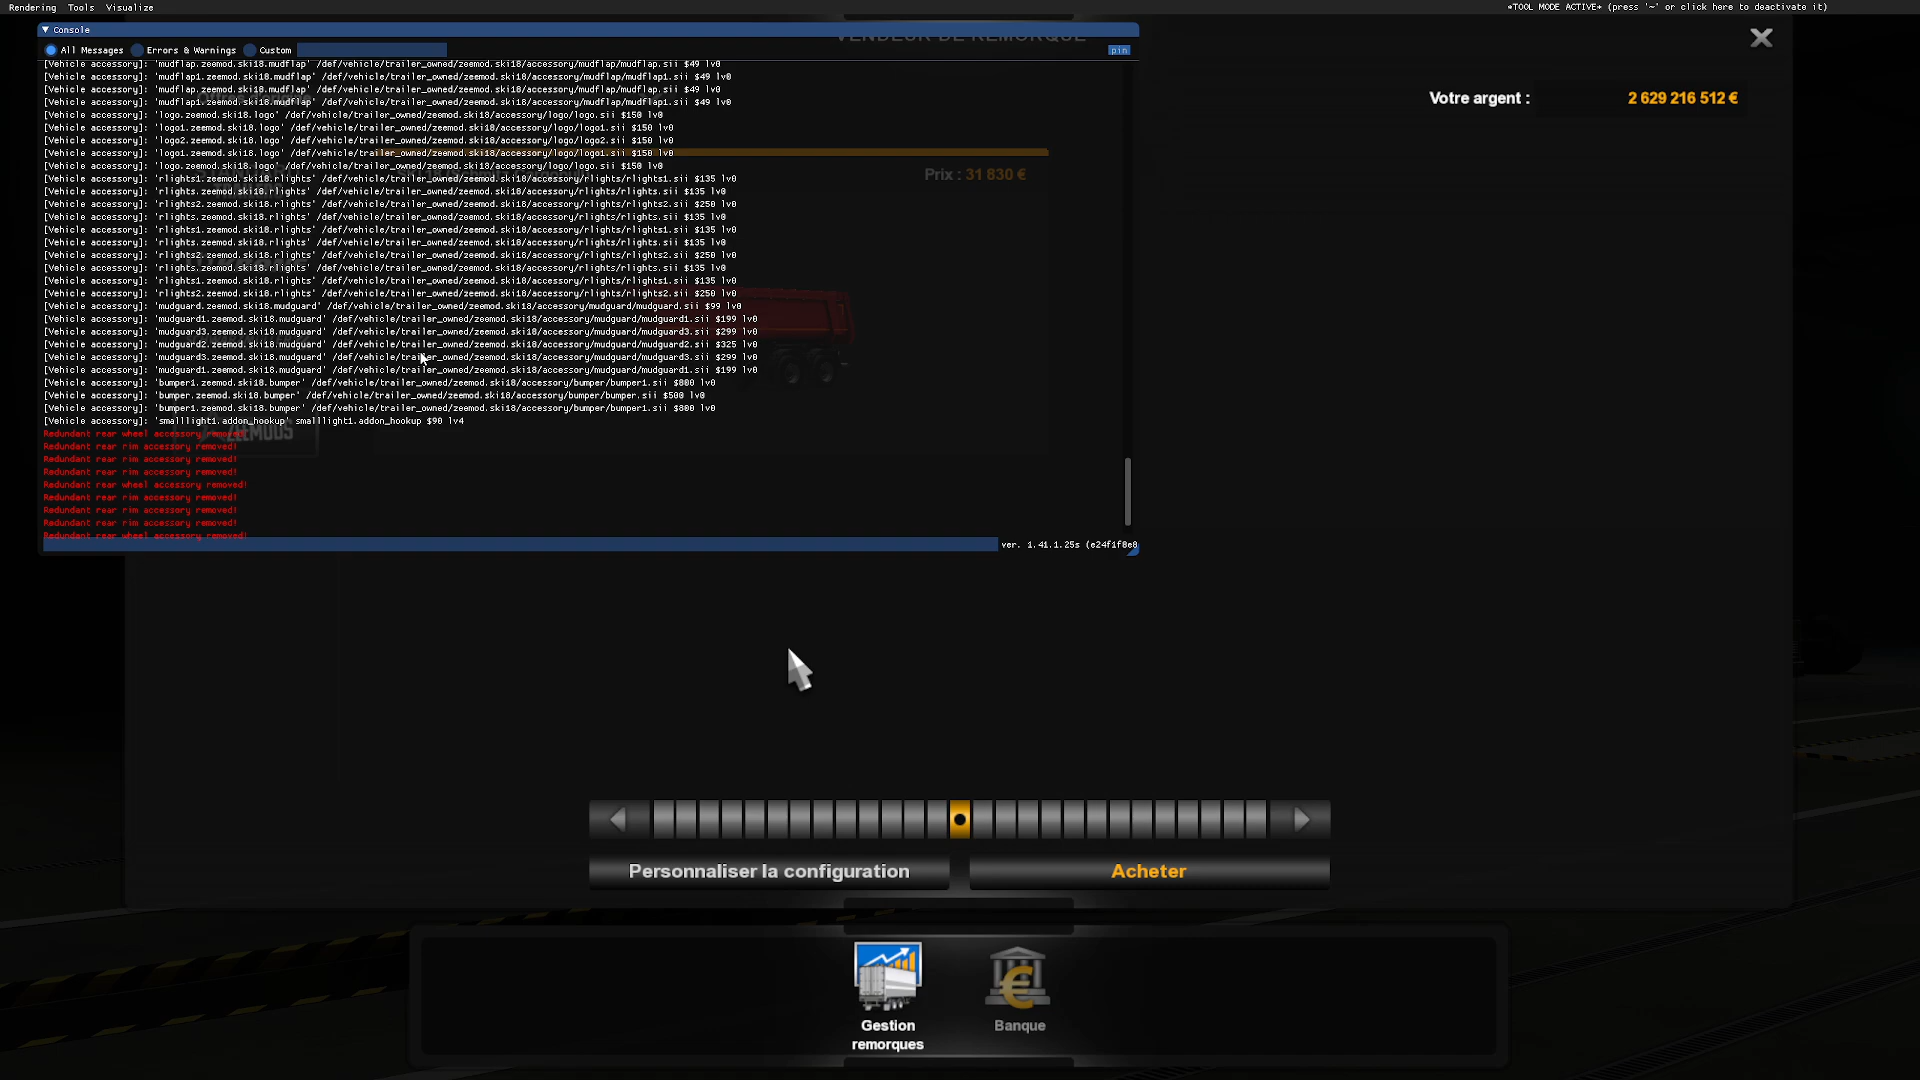 Rendering Tools Visualize
*TOOL MODE ACTIVE* (press '~' or click here to deactivate it)
Console
All Messages Errors & Warnings Custom
pin
VENDEUR DE REMORQUE
[Vehicle accessory]: 'mudflap.zeemod.ski18.mudflap' /def/vehicle/trailer_owned/zeemod.ski18/accessory/mudflap/mudflap.sii $49 lv0
[Vehicle accessory]: 'mudflap1.zeemod.ski18.mudflap' /def/vehicle/trailer_owned/zeemod.ski18/accessory/mudflap/mudflap1.sii $49 lv0
[Vehicle accessory]: 'mudflap.zeemod.ski18.mudflap' /def/vehicle/trailer_owned/zeemod.ski18/accessory/mudflap/mudflap.sii $49 lv0
[Vehicle accessory]: 'mudflap1.zeemod.ski18.mudflap' /def/vehicle/trailer_owned/zeemod.ski18/accessory/mudflap/mudflap1.sii $49 lv0
[Vehicle accessory]: 'logo.zeemod.ski18.logo' /def/vehicle/trailer_owned/zeemod.ski18/accessory/logo/logo.sii $150 lv0
[Vehicle accessory]: 'logo1.zeemod.ski18.logo' /def/vehicle/trailer_owned/zeemod.ski18/accessory/logo/logo1.sii $150 lv0
[Vehicle accessory]: 'logo2.zeemod.ski18.logo' /def/vehicle/trailer_owned/zeemod.ski18/accessory/logo/logo2.sii $150 lv0
[Vehicle accessory]: 'logo1.zeemod.ski18.logo' /def/vehicle/trailer_owned/zeemod.ski18/accessory/logo/logo1.sii $150 lv0
[Vehicle accessory]: 'logo.zeemod.ski18.logo' /def/vehicle/trailer_owned/zeemod.ski18/accessory/logo/logo.sii $150 lv0
[Vehicle accessory]: 'rlights1.zeemod.ski18.rlights' /def/vehicle/trailer_owned/zeemod.ski18/accessory/rlights/rlights1.sii $135 lv0
[Vehicle accessory]: 'rlights.zeemod.ski18.rlights' /def/vehicle/trailer_owned/zeemod.ski18/accessory/rlights/rlights.sii $135 lv0
[Vehicle accessory]: 'rlights2.zeemod.ski18.rlights' /def/vehicle/trailer_owned/zeemod.ski18/accessory/rlights/rlights2.sii $250 lv0
[Vehicle accessory]: 'rlights.zeemod.ski18.rlights' /def/vehicle/trailer_owned/zeemod.ski18/accessory/rlights/rlights.sii $135 lv0
[Vehicle accessory]: 'rlights1.zeemod.ski18.rlights' /def/vehicle/trailer_owned/zeemod.ski18/accessory/rlights/rlights1.sii $135 lv0
[Vehicle accessory]: 'rlights.zeemod.ski18.rlights' /def/vehicle/trailer_owned/zeemod.ski18/accessory/rlights/rlights.sii $135 lv0
[Vehicle accessory]: 'rlights2.zeemod.ski18.rlights' /def/vehicle/trailer_owned/zeemod.ski18/accessory/rlights/rlights2.sii $250 lv0
[Vehicle accessory]: 'rlights.zeemod.ski18.rlights' /def/vehicle/trailer_owned/zeemod.ski18/accessory/rlights/rlights.sii $135 lv0
[Vehicle accessory]: 'rlights1.zeemod.ski18.rlights' /def/vehicle/trailer_owned/zeemod.ski18/accessory/rlights/rlights1.sii $135 lv0
[Vehicle accessory]: 'rlights2.zeemod.ski18.rlights' /def/vehicle/trailer_owned/zeemod.ski18/accessory/rlights/rlights2.sii $250 lv0
[Vehicle accessory]: 'mudguard.zeemod.ski18.mudguard' /def/vehicle/trailer_owned/zeemod.ski18/accessory/mudguard/mudguard.sii $99 lv0
[Vehicle accessory]: 'mudguard1.zeemod.ski18.mudguard' /def/vehicle/trailer_owned/zeemod.ski18/accessory/mudguard/mudguard1.sii $199 lv0
[Vehicle accessory]: 'mudguard3.zeemod.ski18.mudguard' /def/vehicle/trailer_owned/zeemod.ski18/accessory/mudguard/mudguard3.sii $299 lv0
[Vehicle accessory]: 'mudguard2.zeemod.ski18.mudguard' /def/vehicle/trailer_owned/zeemod.ski18/accessory/mudguard/mudguard2.sii $325 lv0
[Vehicle accessory]: 'mudguard3.zeemod.ski18.mudguard' /def/vehicle/trailer_owned/zeemod.ski18/accessory/mudguard/mudguard3.sii $299 lv0
[Vehicle accessory]: 'mudguard1.zeemod.ski18.mudguard' /def/vehicle/trailer_owned/zeemod.ski18/accessory/mudguard/mudguard1.sii $199 lv0
[Vehicle accessory]: 'bumper1.zeemod.ski18.bumper' /def/vehicle/trailer_owned/zeemod.ski18/accessory/bumper/bumper1.sii $800 lv0
[Vehicle accessory]: 'bumper.zeemod.ski18.bumper' /def/vehicle/trailer_owned/zeemod.ski18/accessory/bumper/bumper.sii $500 lv0
[Vehicle accessory]: 'bumper1.zeemod.ski18.bumper' /def/vehicle/trailer_owned/zeemod.ski18/accessory/bumper/bumper1.sii $800 lv0
[Vehicle accessory]: 'smalllight1.addon_hookup' smalllight1.addon_hookup $90 lv4
Redundant rear wheel accessory removed!
Redundant rear rim accessory removed!
Redundant rear rim accessory removed!
Redundant rear rim accessory removed!
Redundant rear wheel accessory removed!
Redundant rear rim accessory removed!
Redundant rear rim accessory removed!
Redundant rear rim accessory removed!
Redundant rear wheel accessory removed!
ver. 1.41.1.25s (e24f1f0e8
Prix : 31 830 €
ZEEMODS
Votre argent : 2 629 216 512 €
Personnaliser la configuration
Acheter
Gestion remorques
Banque